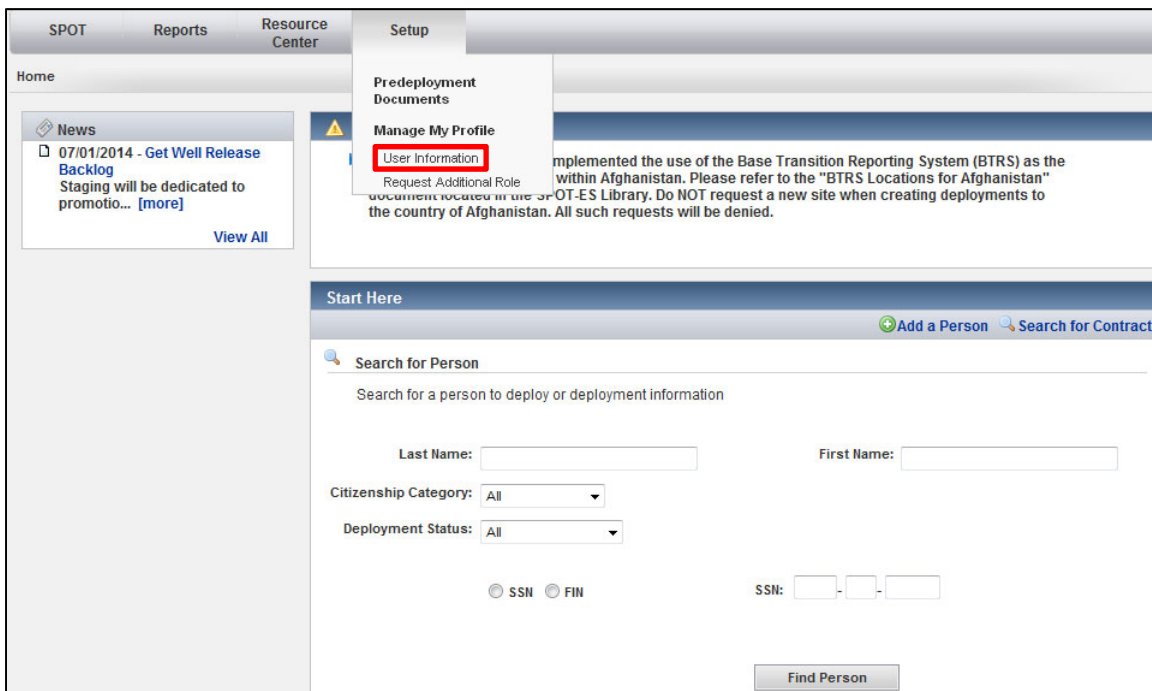 SPOT
Reports
Resource
Center
Setup
Home
Predeployment
Documents
Manage My Profile
User Information
Request Additional Role
News
07/01/2014 - Get Well Release
Backlog
Staging will be dedicated to
promotio... [more]
View All
mplemented the use of the Base Transition Reporting System (BTRS) as the
within Afghanistan. Please refer to the "BTRS Locations for Afghanistan"
document located in the SPOT-ES Library. Do NOT request a new site when creating deployments to
the country of Afghanistan. All such requests will be denied.
Start Here
Add a Person Search for Contract
Search for Person
Search for a person to deploy or deployment information
Last Name:
First Name:
Citizenship Category: All
Deployment Status: All
SSN FIN
SSN: - -
Find Person